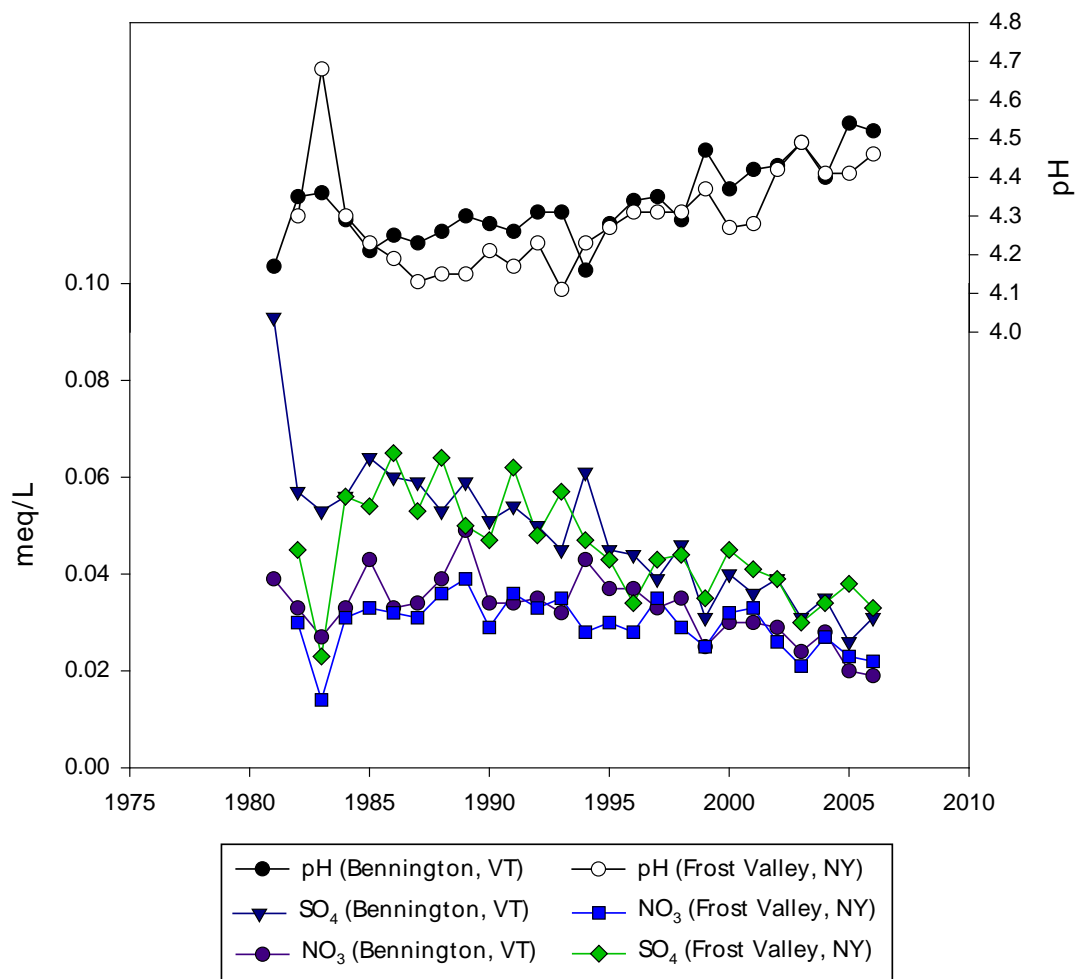 4.8
4.7
4.6
4.5
4.4
4.3
4.2
4.1
4.0
pH
0.10
0.08
0.06
0.04
0.02
0.00
meq/L
1975 1980 1985 1990 1995 2000 2005 2010
pH (Bennington, VT) pH (Frost Valley, NY)
SO4 (Bennington, VT) NO3 (Frost Valley, NY)
NO3 (Bennington, VT) SO4 (Frost Valley, NY)